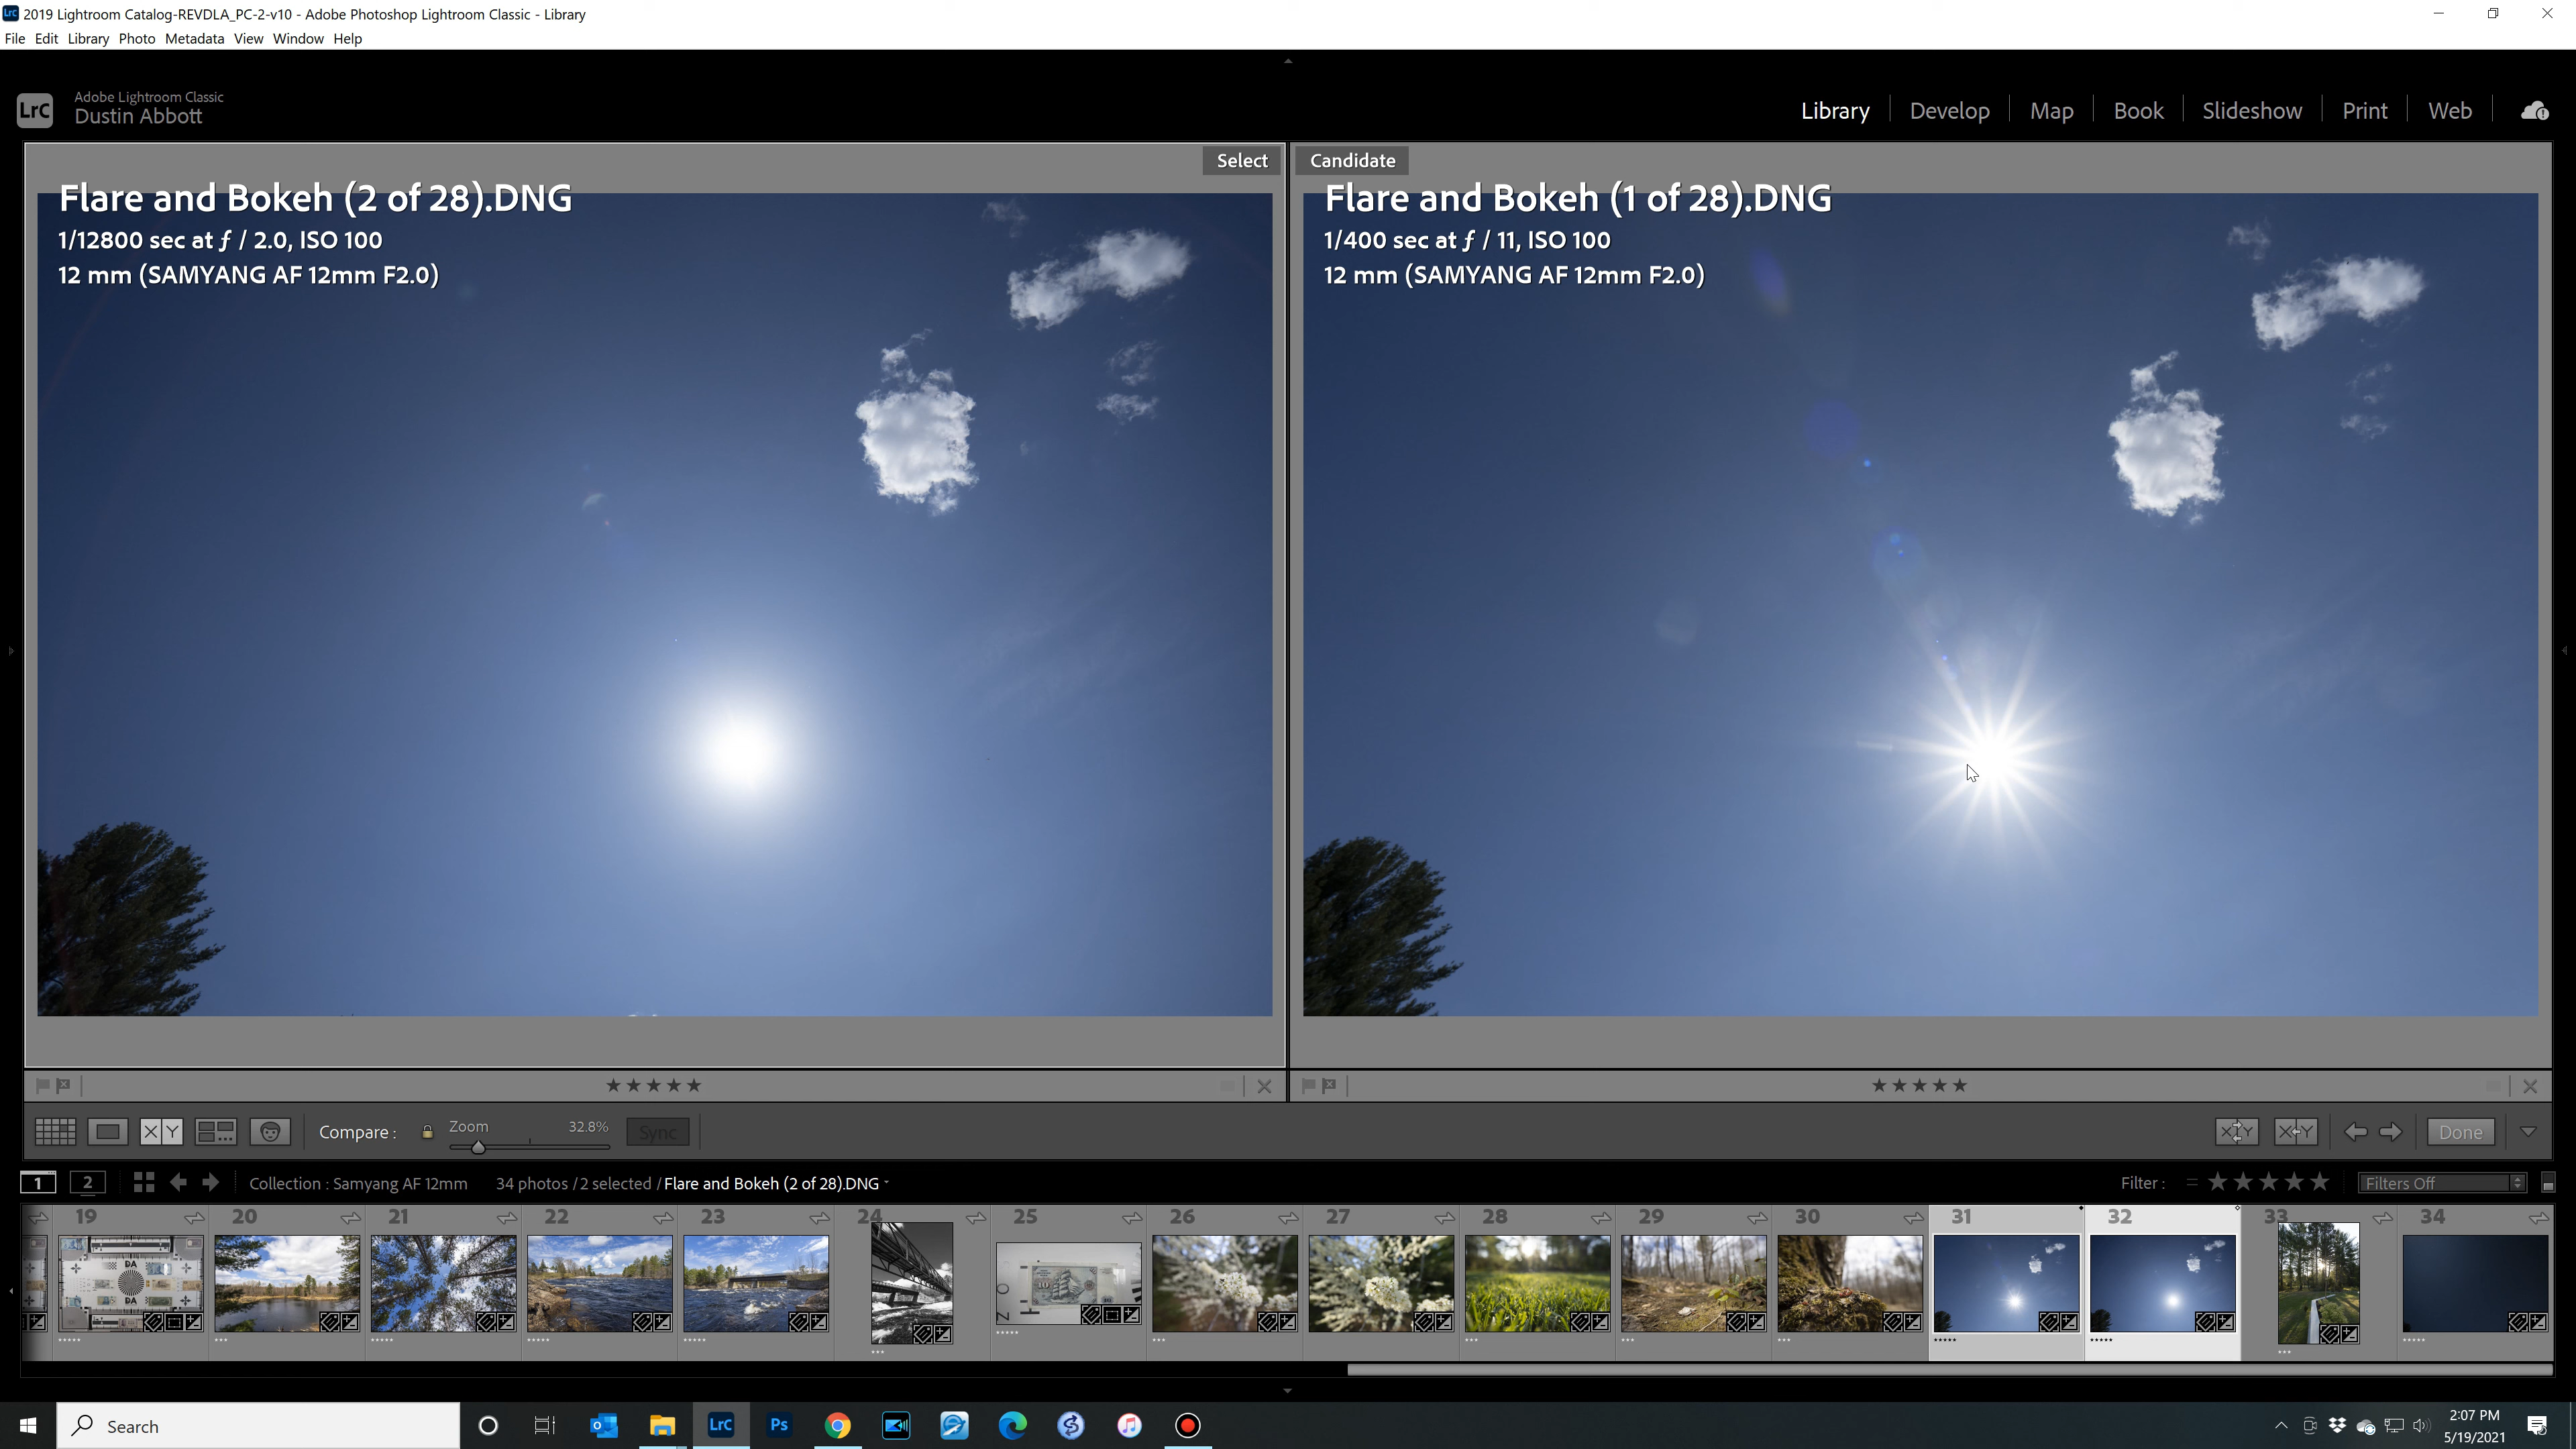 2019 Lightroom Catalog-REVDLA_PC-2-v10 - Adobe Photoshop Lightroom Classic - Library
File Edit Library Photo Metadata View Window Help
LrC
Adobe Lightroom Classic
Dustin Abbott
Library Develop Map Book Slideshow Print Web
Select
Candidate
Flare and Bokeh (2 of 28).DNG
1/12800 sec at ƒ / 2.0, ISO 100
12 mm (SAMYANG AF 12mm F2.0)
Flare and Bokeh (1 of 28).DNG
1/400 sec at ƒ / 11, ISO 100
12 mm (SAMYANG AF 12mm F2.0)
X Y Compare : Zoom 32.8% Sync
X Y X Y Done
1 2 Collection : Samyang AF 12mm 34 photos / 2 selected / Flare and Bokeh (2 of 28).DNG Filter : Filters Off
19 20 21 22 23 24 25 26 27 28 29 30 31 32 33 34
DA
DA
10
Search
LrC
Ps
2:07 PM
5/19/2021